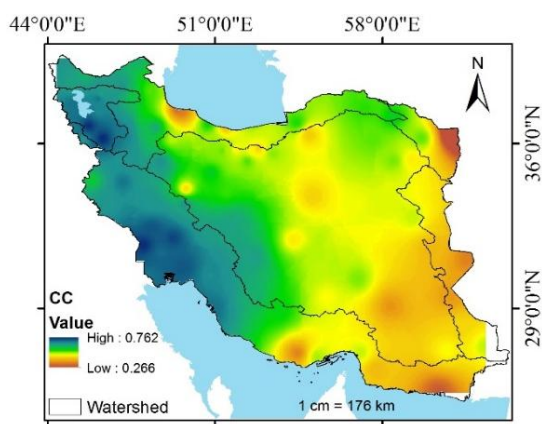 44°0'0"E 51°0'0"E 58°0'0"E
N
36°0'0"N
29°0'0"N
CC
Value
High : 0.762
Low : 0.266
Watershed
1 cm = 176 km